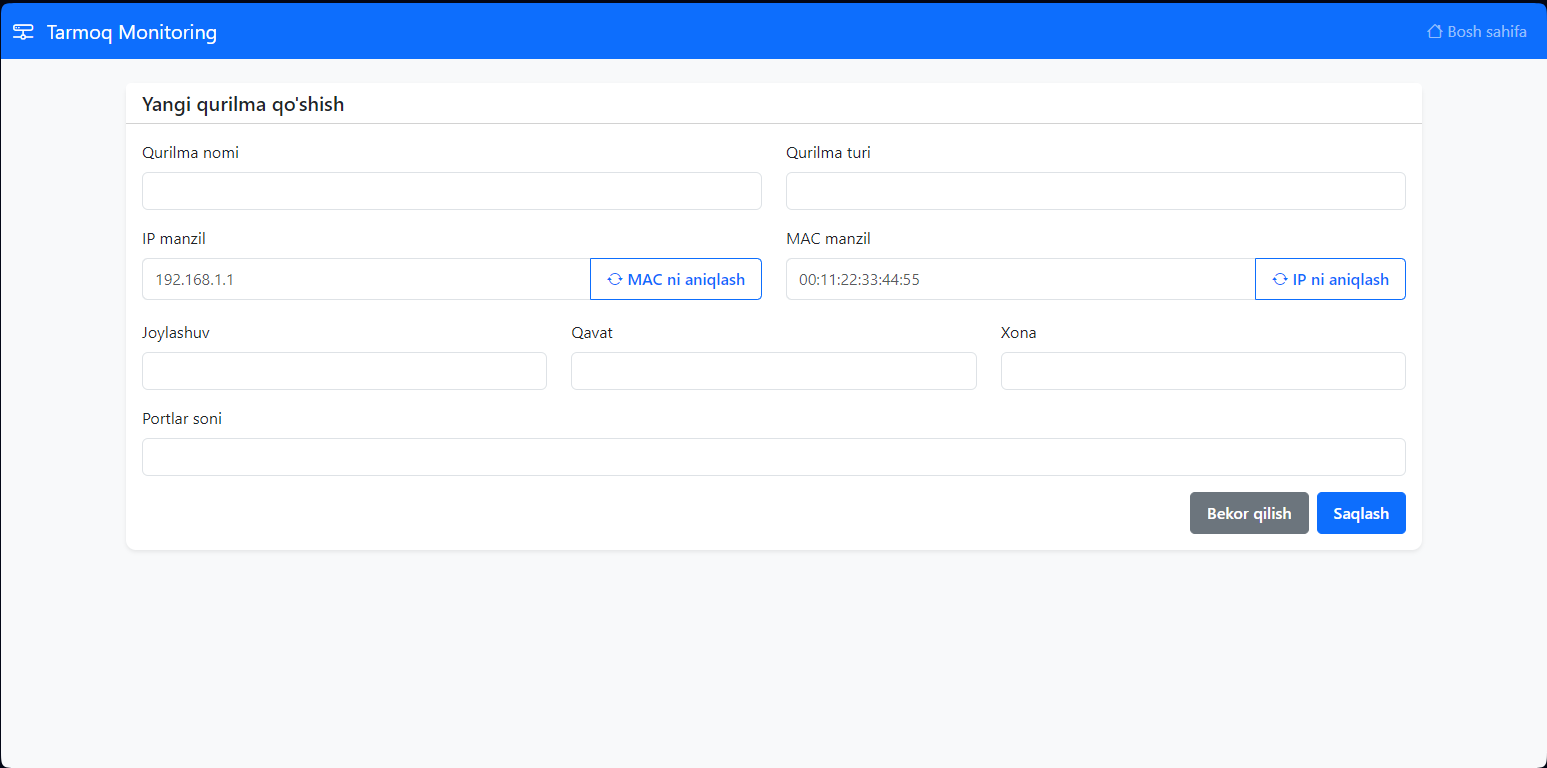 Tarmoq Monitoring
Bosh sahifa
Yangi qurilma qo'shish
Qurilma nomi
Qurilma turi
IP manzil
MAC manzil
192.168.1.1
MAC ni aniqlash
00:11:22:33:44:55
IP ni aniqlash
Joylashuv
Qavat
Xona
Portlar soni
Bekor qilish
Saqlash